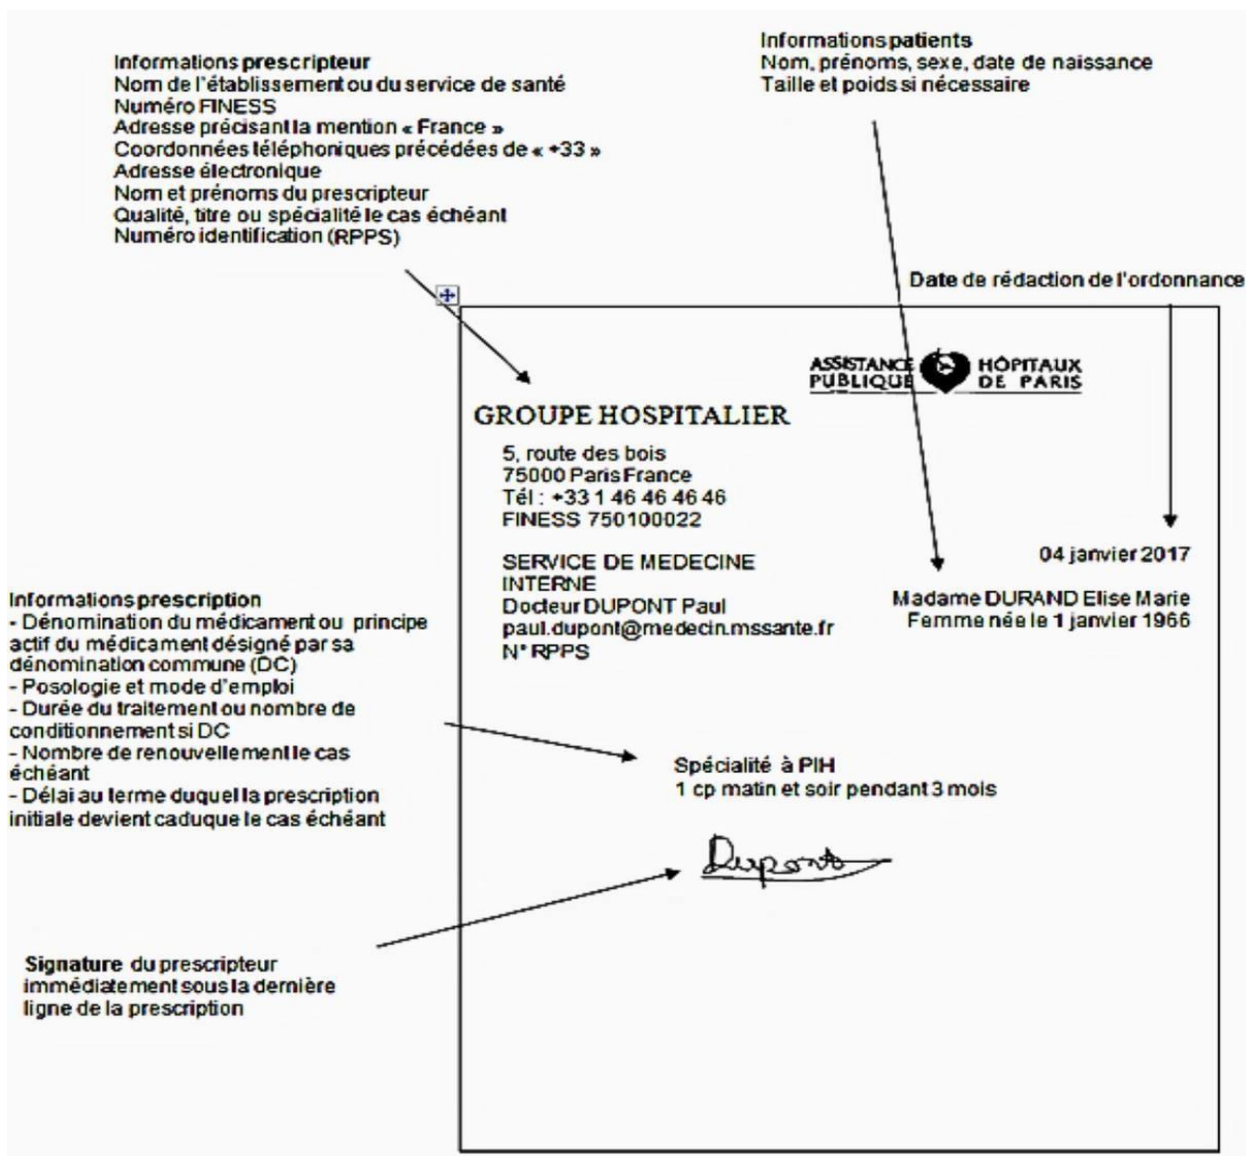 Informations prescripteur
Nom de l'établissement ou du service de santé
Numéro FINESS
Adresse précisant la mention « France »
Coordonnées téléphoniques précédées de « +33 »
Adresse électronique
Nom et prénoms du prescripteur
Qualité, titre ou spécialité le cas échéant
Numéro identification (RPPS)
Informations patients
Nom, prénoms, sexe, date de naissance
Taille et poids si nécessaire
Date de rédaction de l'ordonnance
ASSISTANCE HÔPITAUX
PUBLIQUE DE PARIS
GROUPE HOSPITALIER
5, route des bois
75000 Paris France
Tél : +33 1 46 46 46 46
FINESS 750100022
SERVICE DE MEDECINE
INTERNE
Docteur DUPONT Paul
paul.dupont@medecin.mssante.fr
N° RPPS
04 janvier 2017
Madame DURAND Elise Marie
Femme née le 1 janvier 1966
Informations prescription
- Dénomination du médicament ou principe
actif du médicament désigné par sa
dénomination commune (DC)
- Posologie et mode d'emploi
- Durée du traitement ou nombre de
conditionnement si DC
- Nombre de renouvellement le cas
échéant
- Délai au terme duquel la prescription
initiale devient caduque le cas échéant
Spécialité à PIH
1 cp matin et soir pendant 3 mois
Dupont
Signature du prescripteur
immédiatement sous la dernière
ligne de la prescription